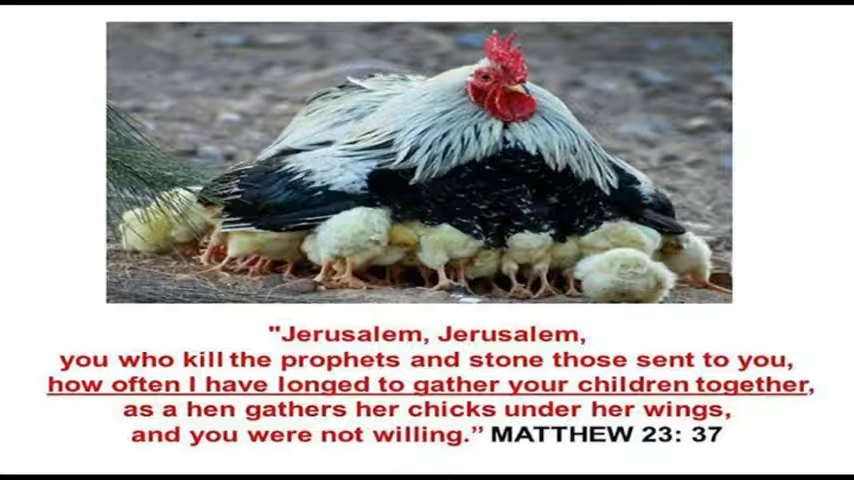 "Jerusalem, Jerusalem,
you who kill the prophets and stone those sent to you,
how often I have longed to gather your children together,
as a hen gathers her chicks under her wings,
and you were not willing.” MATTHEW 23: 37